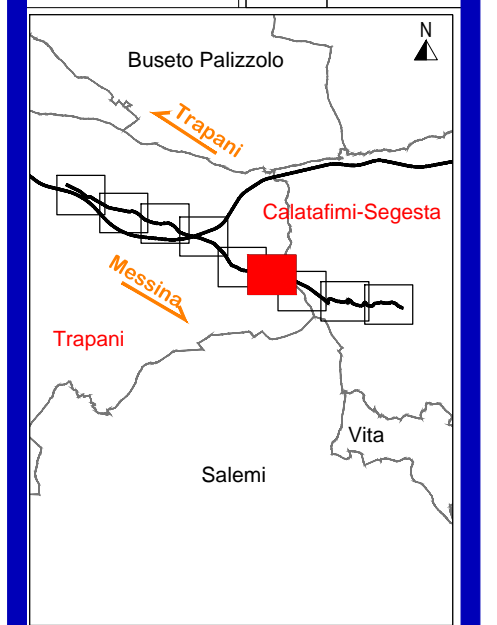 N
Buseto Palizzolo
Trapani
Calatafimi-Segesta
Messina
Trapani
Vita
Salemi